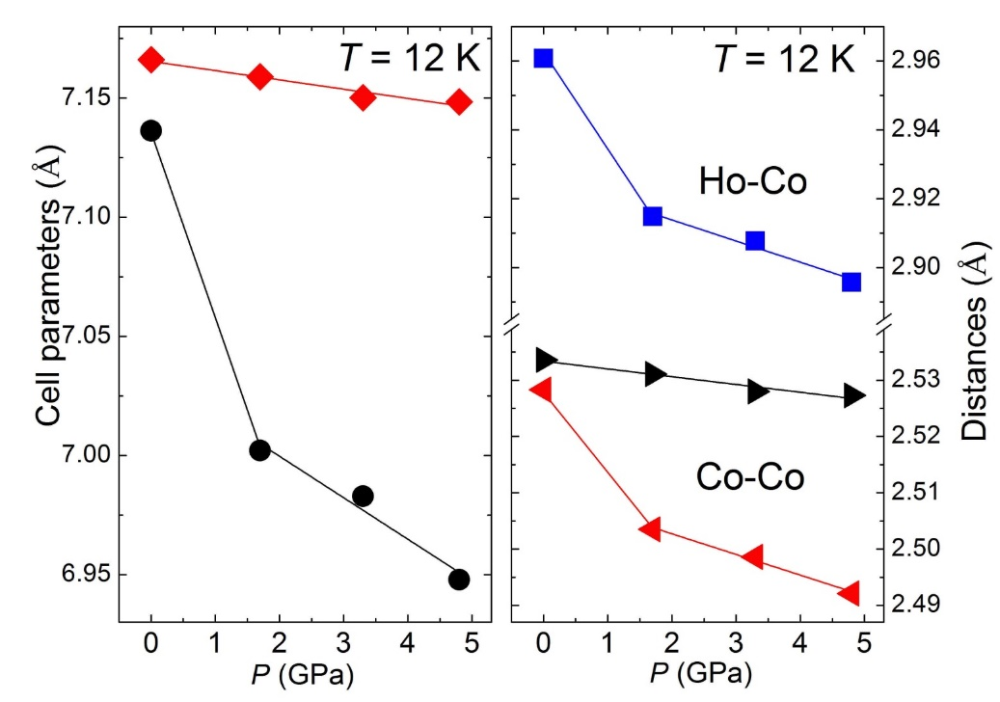 T = 12 K
7.15
7.10
7.05
7.00
6.95
Cell parameters (Å)
0 1 2 3 4 5
P (GPa)
T = 12 K
Ho-Co
Co-Co
2.96
2.94
2.92
2.90
2.53
2.52
2.51
2.50
2.49
Distances (Å)
0 1 2 3 4 5
P (GPa)